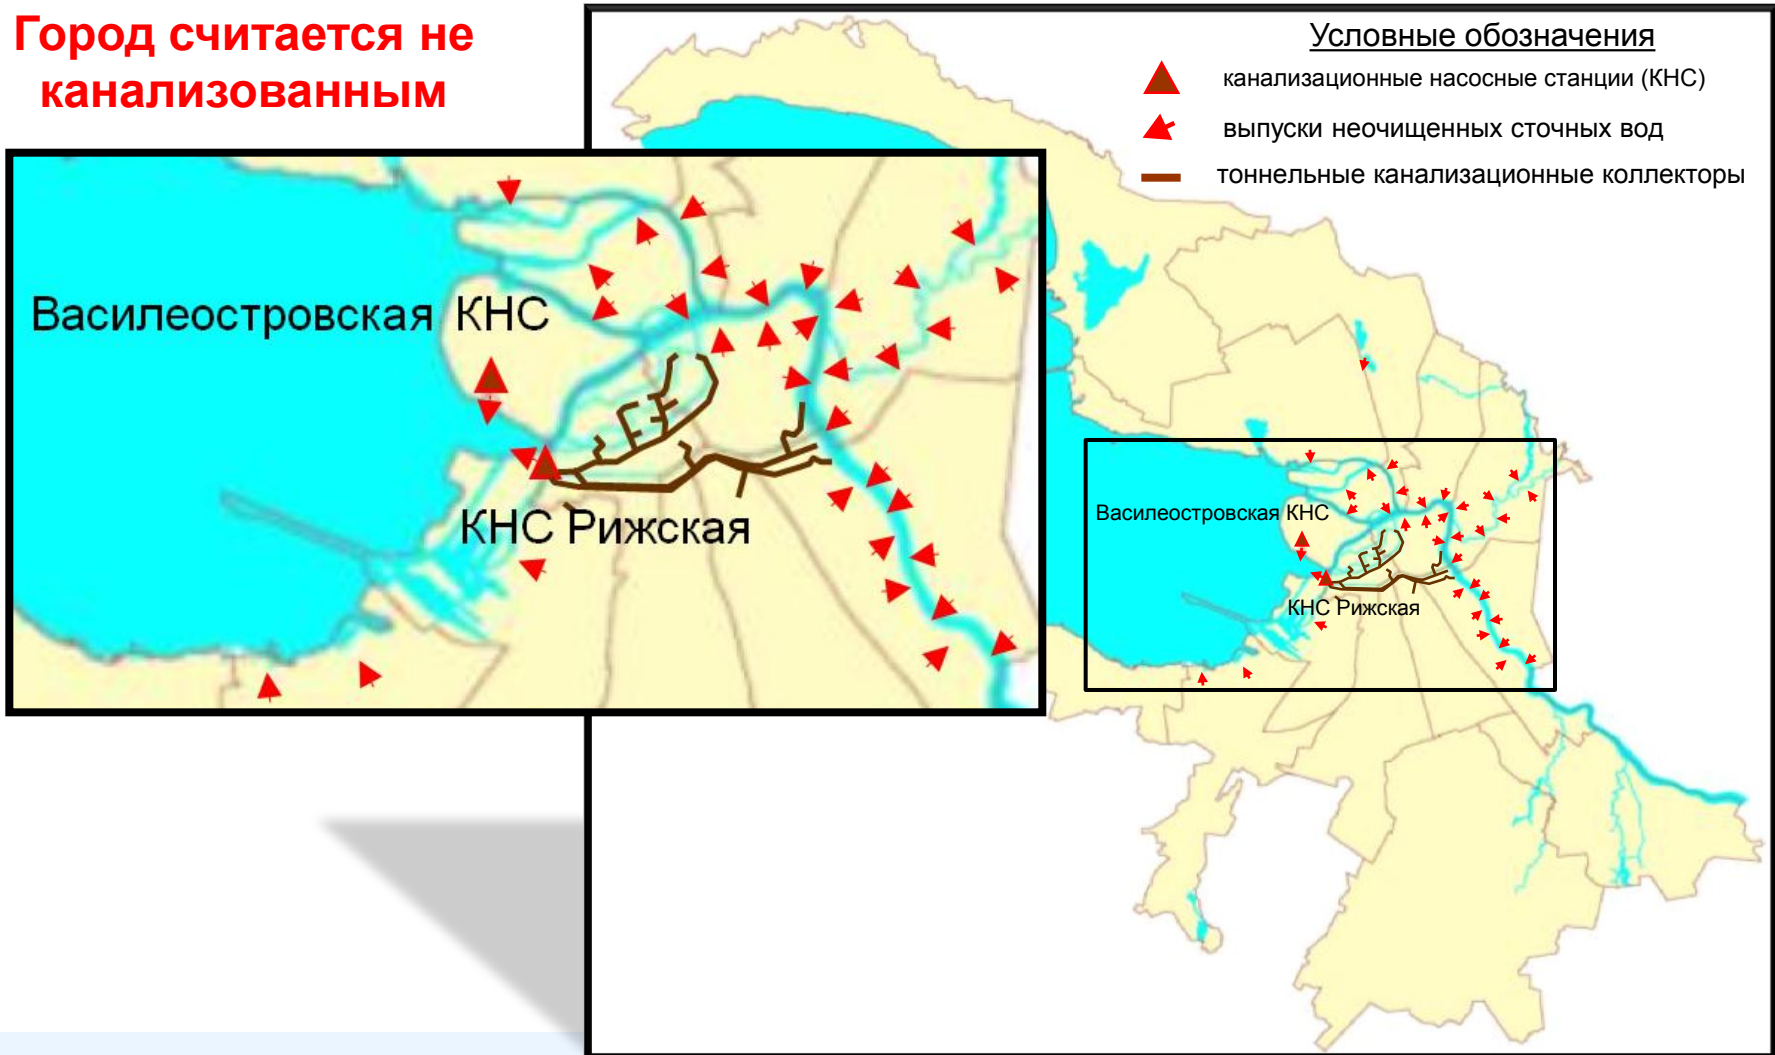 Город считается не
канализованным
Условные обозначения
канализационные насосные станции (КНС)
выпуски неочищенных сточных вод
тоннельные канализационные коллекторы
Василеостровская КНС
КНС Рижская
Василеостровская КНС
КНС Рижская